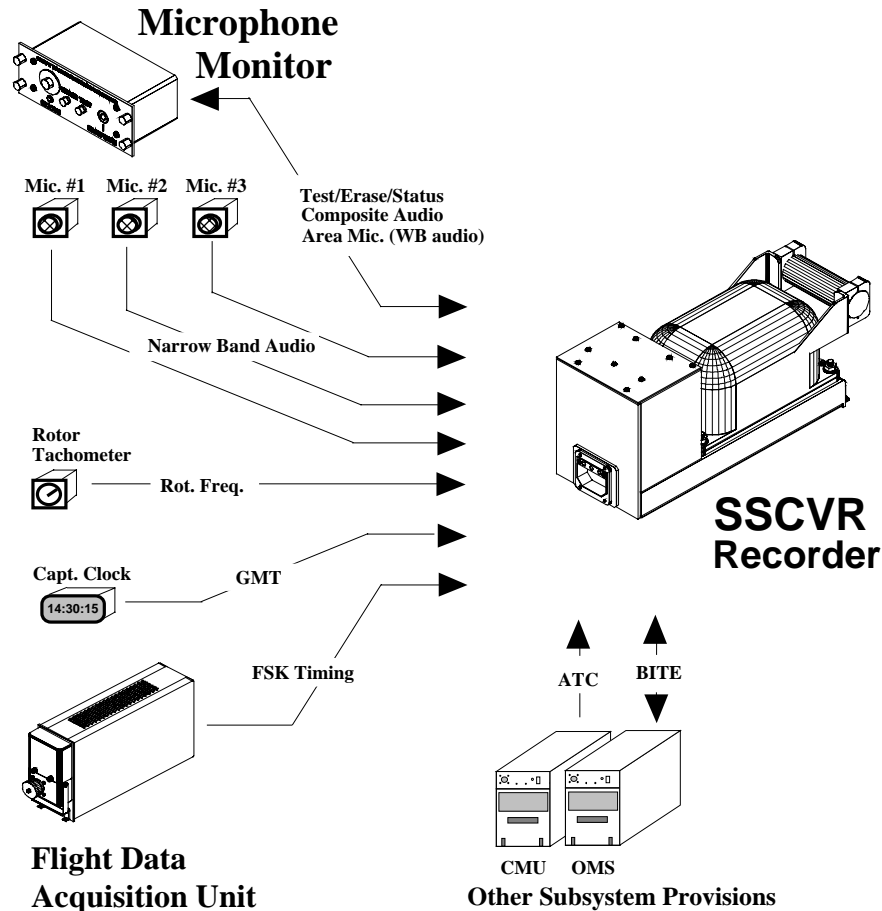 Microphone
Monitor
Mic. #1 Mic. #2 Mic. #3
Test/Erase/Status
Composite Audio
Area Mic. (WB audio)
Narrow Band Audio
Rotor
Tachometer
Rot. Freq.
SSCVR
Recorder
Capt. Clock
14:30:15
GMT
FSK Timing
ATC
BITE
CMU OMS
Flight Data
Acquisition Unit
Other Subsystem Provisions